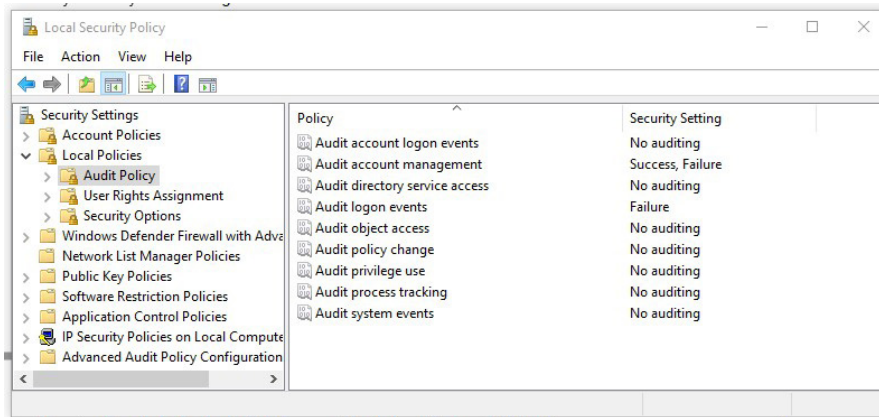 Local Security Policy
File Action View Help
Security Settings
Account Policies
Local Policies
Audit Policy
User Rights Assignment
Security Options
Windows Defender Firewall with Adva
Network List Manager Policies
Public Key Policies
Software Restriction Policies
Application Control Policies
IP Security Policies on Local Compute
Advanced Audit Policy Configuration
Policy Security Setting
Audit account logon events No auditing
Audit account management Success, Failure
Audit directory service access No auditing
Audit logon events Failure
Audit object access No auditing
Audit policy change No auditing
Audit privilege use No auditing
Audit process tracking No auditing
Audit system events No auditing